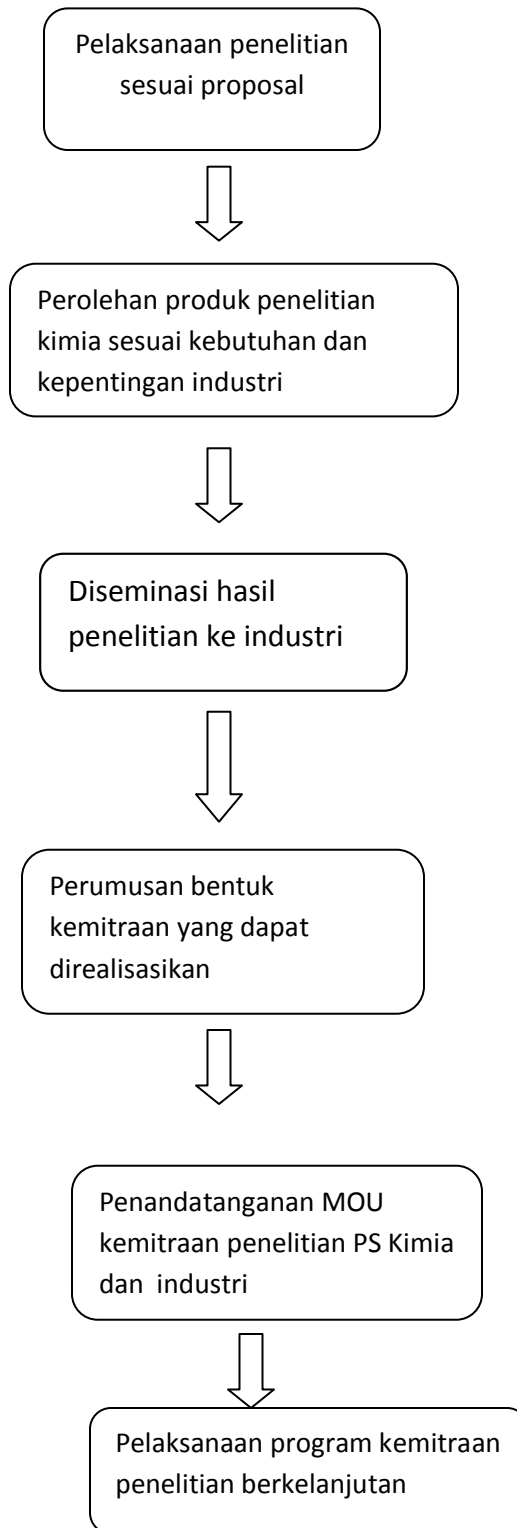 Pelaksanaan penelitian
sesuai proposal
Perolehan produk penelitian
kimia sesuai kebutuhan dan
kepentingan industri
Diseminasi hasil
penelitian ke industri
Perumusan bentuk
kemitraan yang dapat
direalisasikan
Penandatanganan MOU
kemitraan penelitian PS Kimia
dan industri
Pelaksanaan program kemitraan
penelitian berkelanjutan